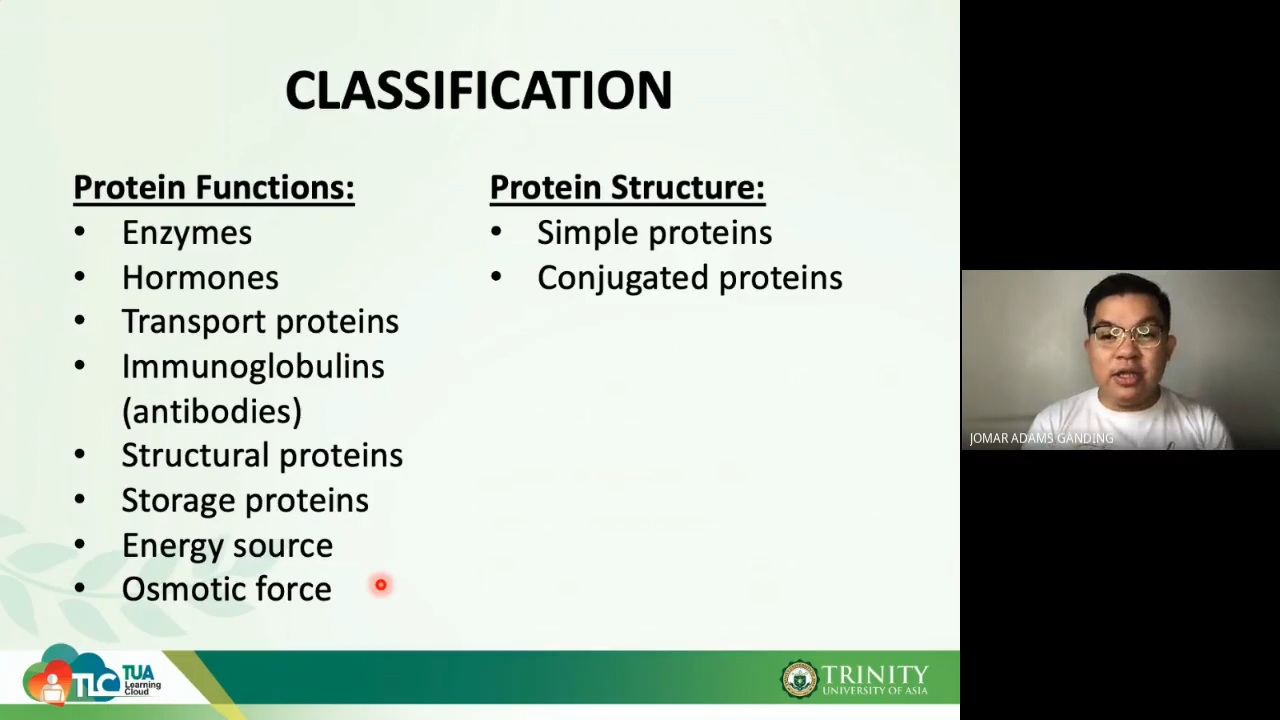 CLASSIFICATION
Protein Functions:
• Enzymes
• Hormones
• Transport proteins
• Immunoglobulins
(antibodies)
• Structural proteins
• Storage proteins
• Energy source
• Osmotic force
Protein Structure:
• Simple proteins
• Conjugated proteins
JOMAR ADAMS GANDING
TLC
TUA
Learning
Cloud
TRINITY
UNIVERSITY OF ASIA